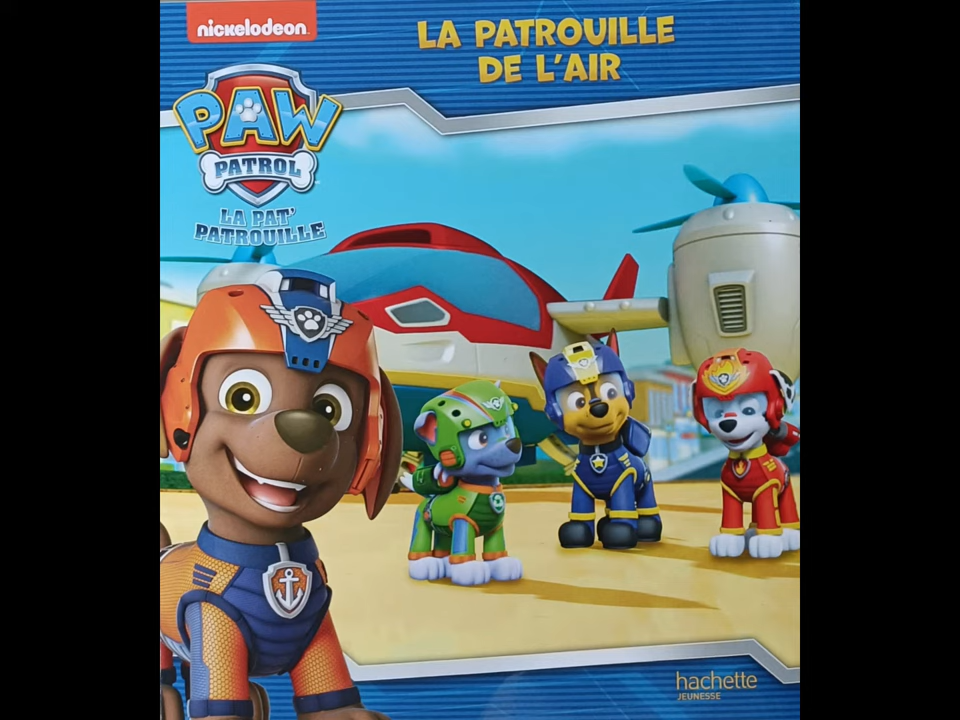 nickelodeon
LA PATROUILLE
DE L'AIR
PAW
PATROL
LA PAT'
PATROUILLE
hachette
JEUNESSE